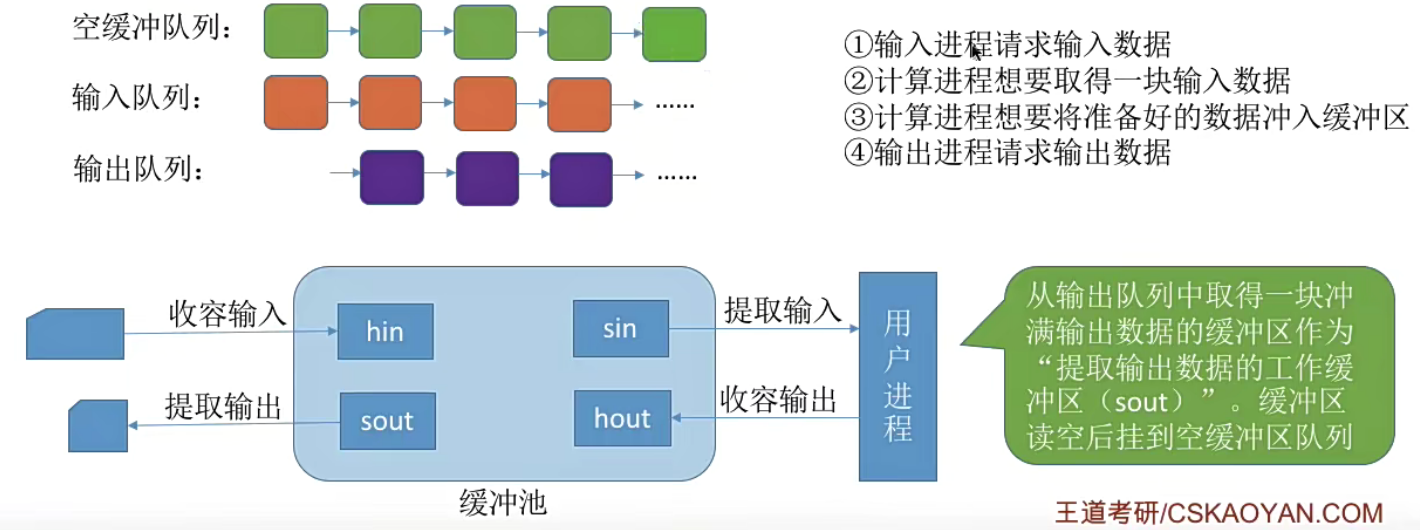 空缓冲队列：
输入队列：
……
输出队列：
……
①输入进程请求输入数据
②计算进程想要取得一块输入数据
③计算进程想要将准备好的数据冲入缓冲区
④输出进程请求输出数据
收容输入
hin
sin
提取输入
提取输出
sout
hout
收容输出
用户进程
缓冲池
从输出队列中取得一块冲
满输出数据的缓冲区作为
“提取输出数据的工作缓
冲区（sout）”。缓冲区
读空后挂到空缓冲区队列
王道考研/CSKAOYAN.COM